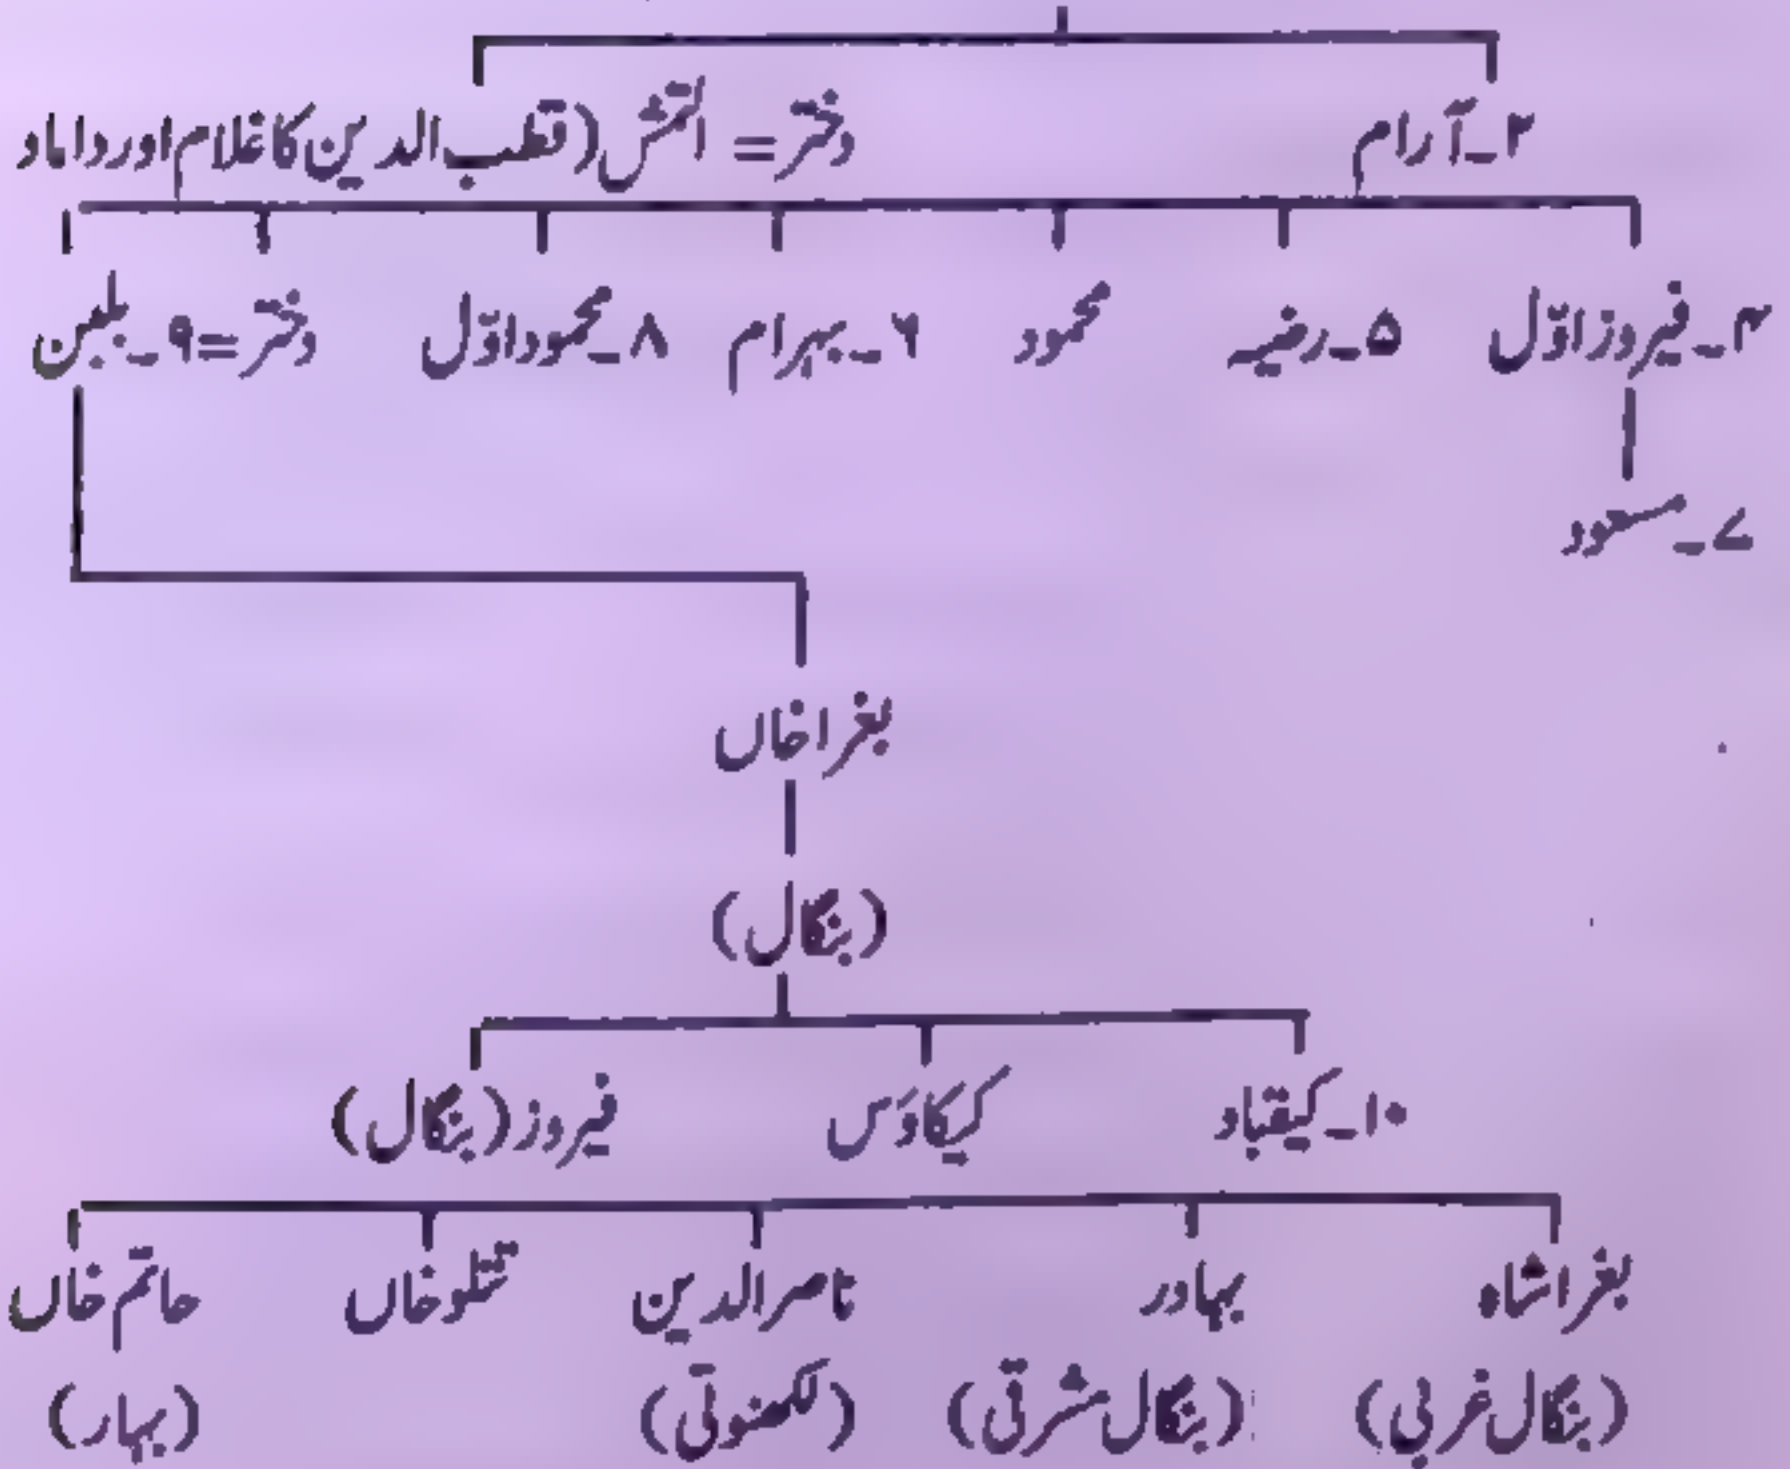 ۲۔آرام دختر = التمش (قطب الدین کا غلام اور داماد
۴۔فیروز اوّل ۵۔رضیہ محمود ۶۔بہرام ۸۔محمود اوّل دختر=۹۔بلبن
۷۔مسعود
بغرا خاں
(بنگال)
۱۰۔کیقباد کیکاؤس فیروز (بنگال)
بغرا شاہ بہادر ناصر الدین قتلو خاں حاتم خاں
(بنگال غربی) (بنگال مشرقی) (لکھنوتی) (بہار)